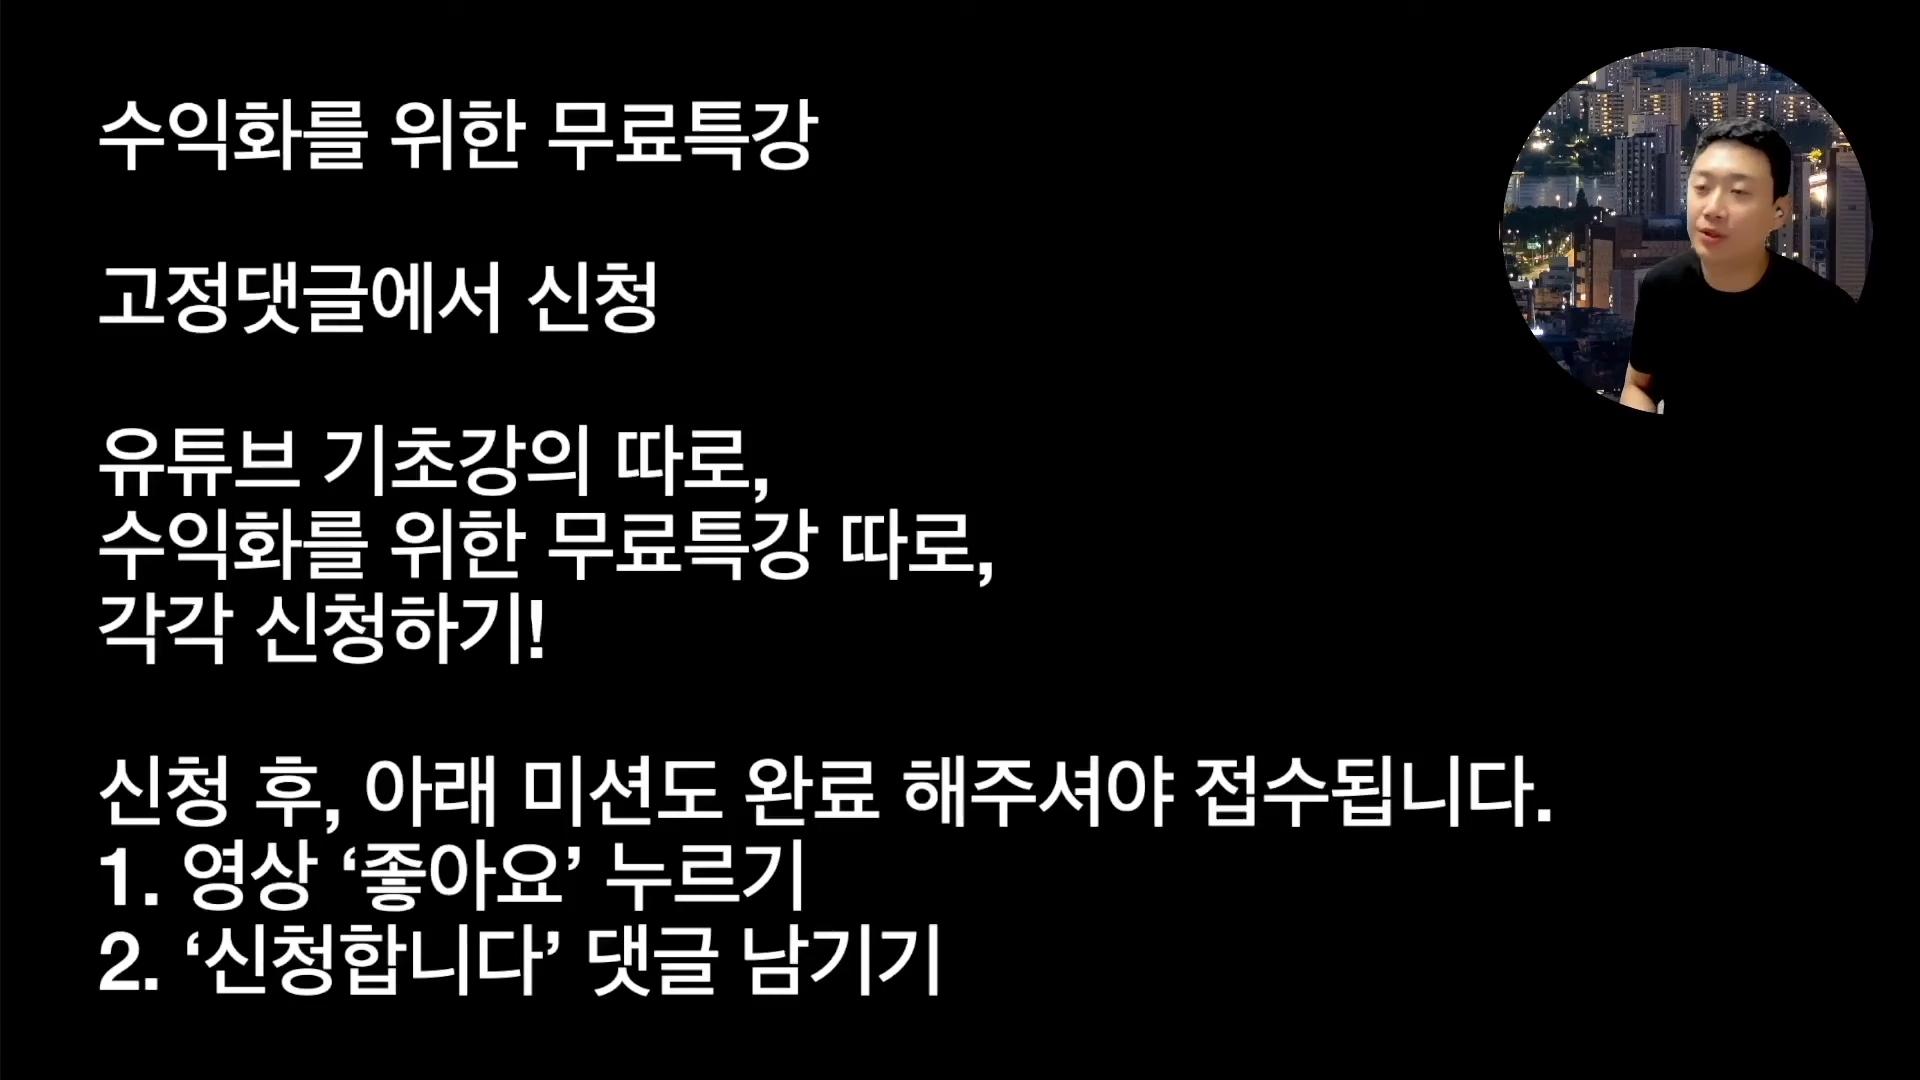 수익화를 위한 무료특강
고정댓글에서 신청
유튜브 기초강의 따로,
수익화를 위한 무료특강 따로,
각각 신청하기!
신청 후, 아래 미션도 완료 해주셔야 접수됩니다.
1. 영상 ‘좋아요’ 누르기
2. ‘신청합니다’ 댓글 남기기